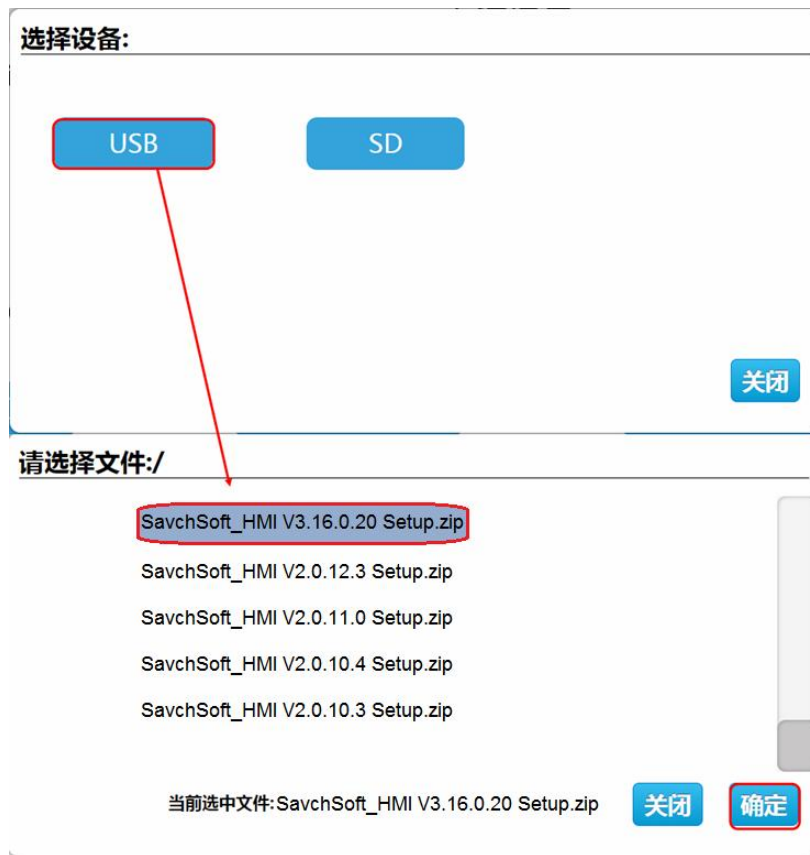 选择设备:
USB SD
关闭
请选择文件:/
SavchSoft_HMI V3.16.0.20 Setup.zip
SavchSoft_HMI V2.0.12.3 Setup.zip
SavchSoft_HMI V2.0.11.0 Setup.zip
SavchSoft_HMI V2.0.10.4 Setup.zip
SavchSoft_HMI V2.0.10.3 Setup.zip
当前选中文件:SavchSoft_HMI V3.16.0.20 Setup.zip 关闭 确定